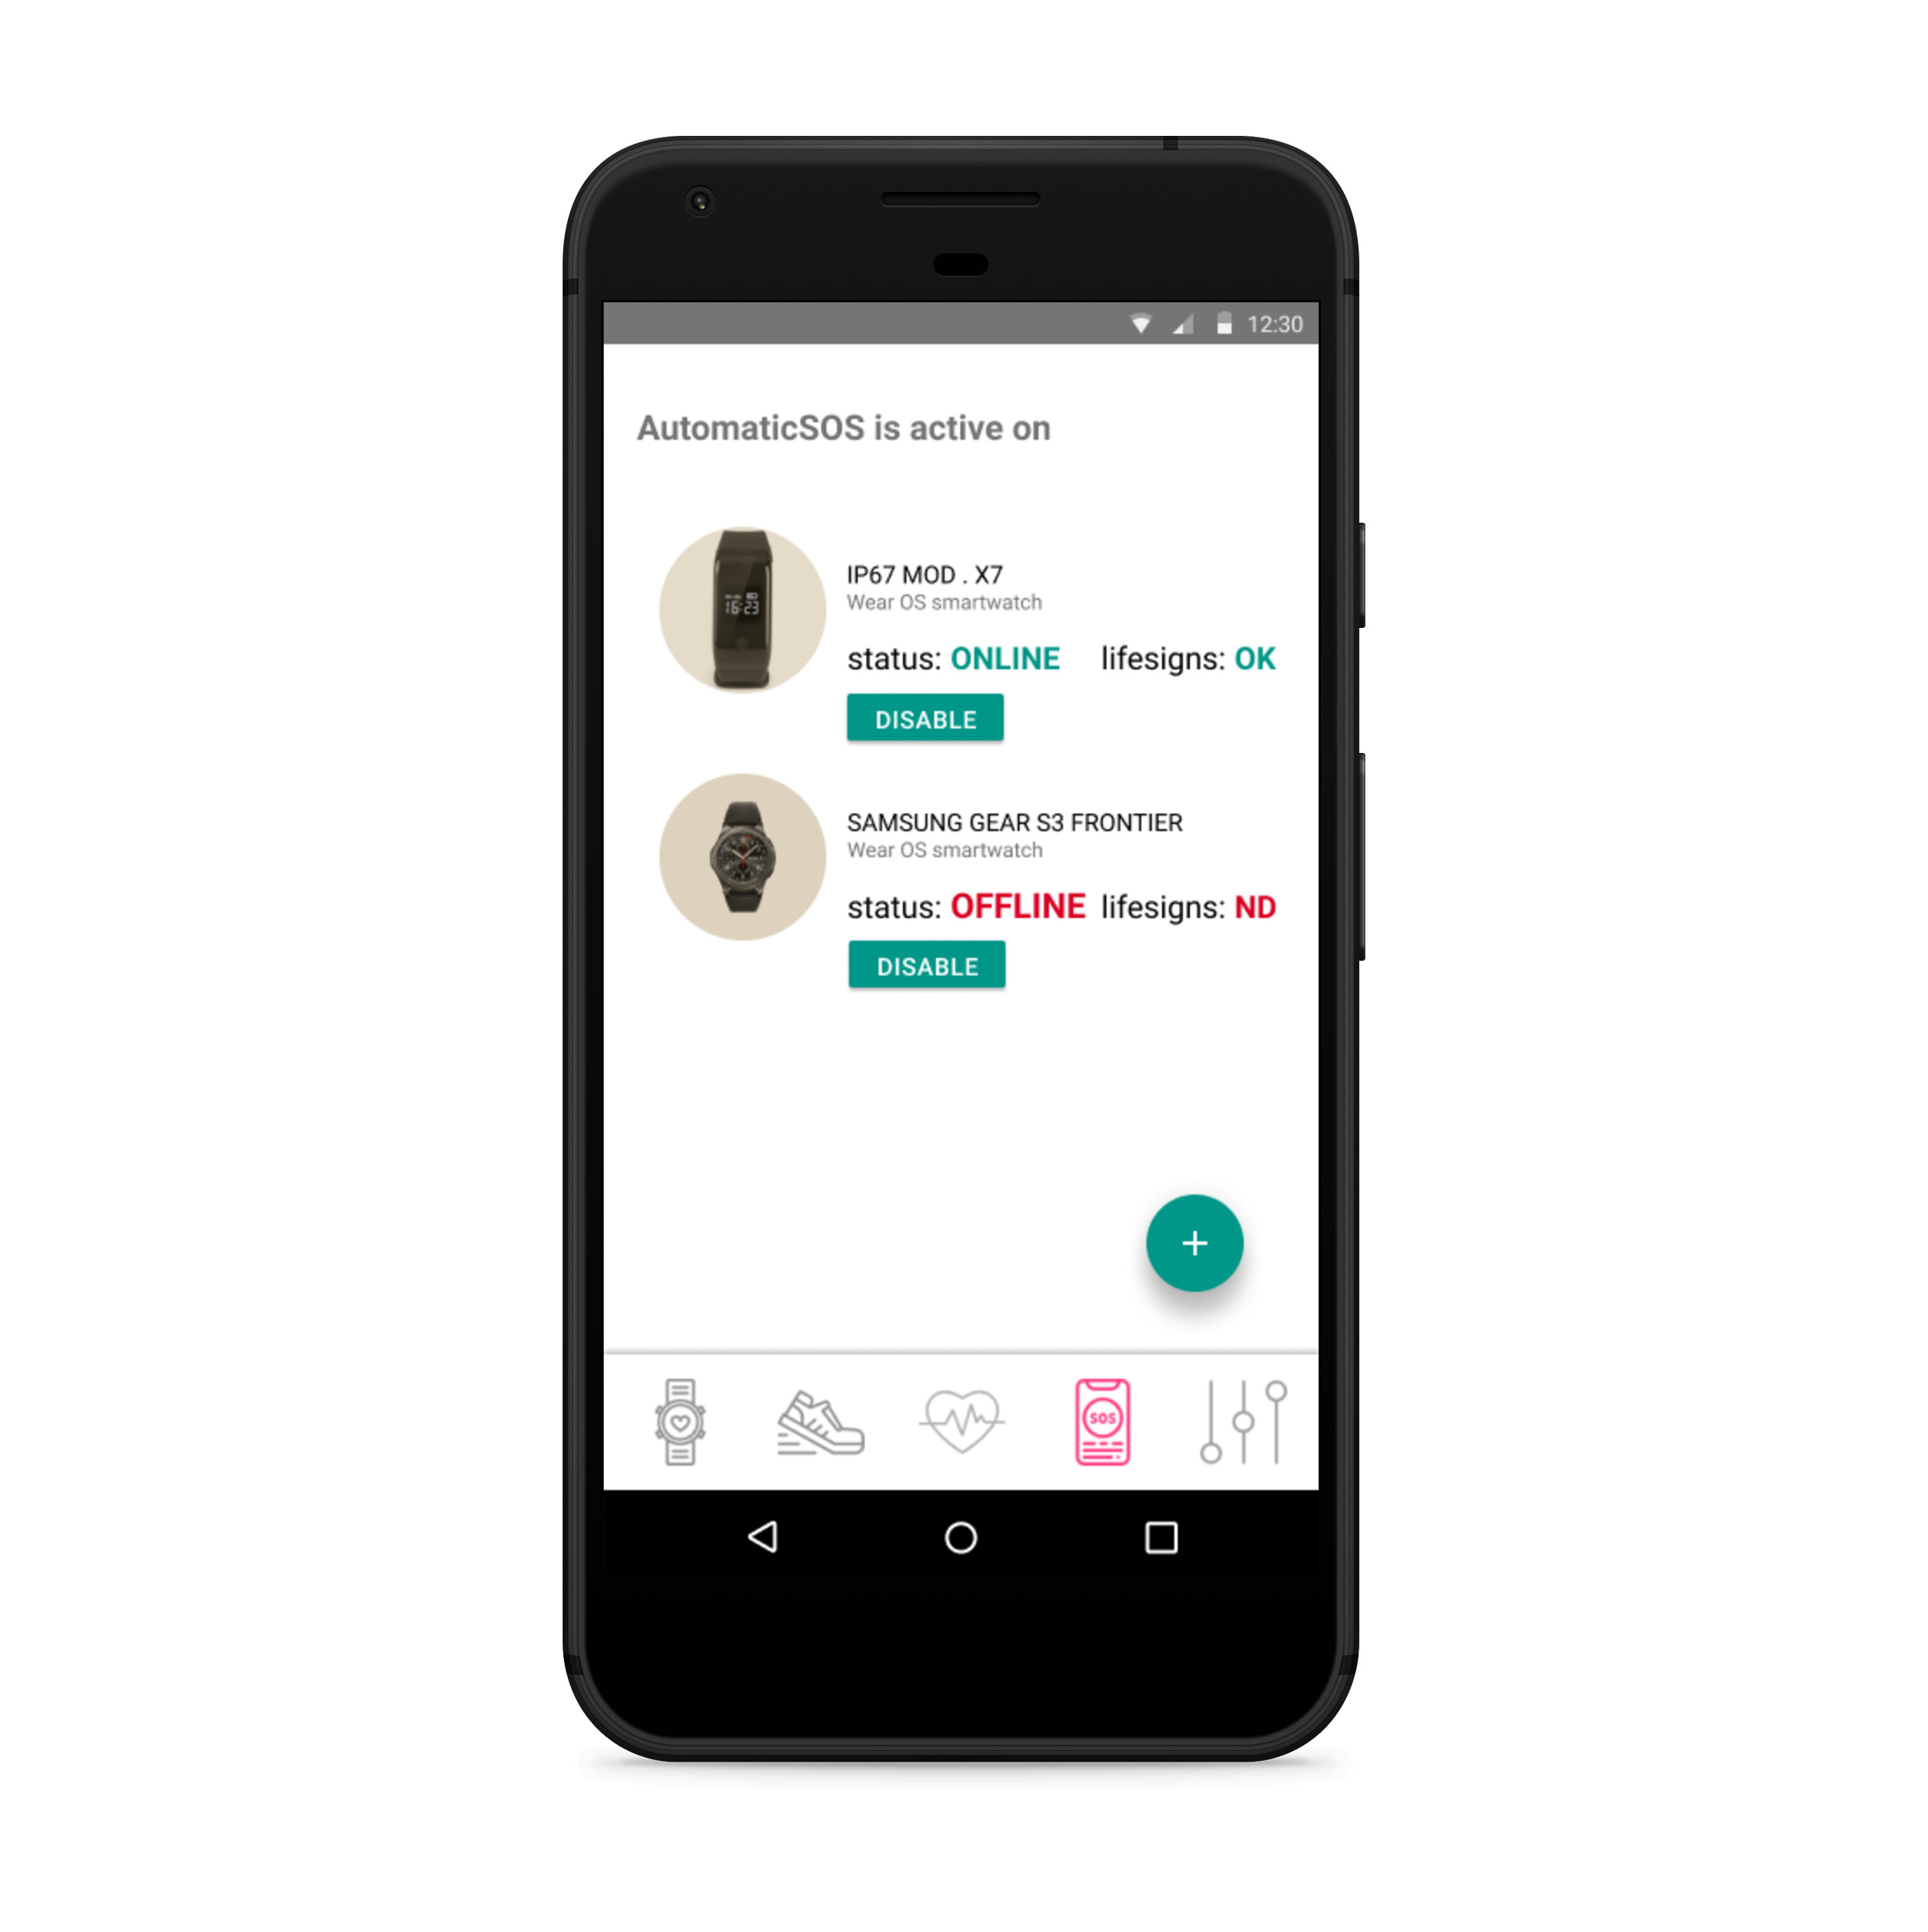 12:30
AutomaticSOS is active on
16:23
IP67 MOD . X7
Wear OS smartwatch
status: ONLINE lifesigns: OK
DISABLE
SAMSUNG GEAR S3 FRONTIER
Wear OS smartwatch
status: OFFLINE lifesigns: ND
DISABLE
+
SOS